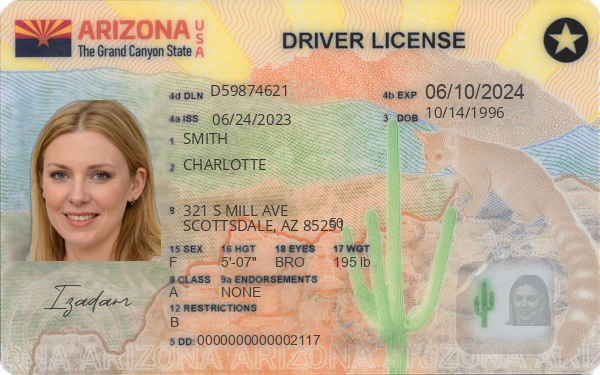 ARIZONA USA
The Grand Canyon State
DRIVER LICENSE
4d DLN D59874621
4b EXP 06/10/2024
4a ISS 06/24/2023
3 DOB 10/14/1996
1 SMITH
2 CHARLOTTE
8 321 S MILL AVE
SCOTTSDALE, AZ 85251
50
15 SEX 16 HGT 18 EYES 17 WGT
F 5'-07" BRO 195 lb
9 CLASS 9a ENDORSEMENTS
A NONE
12 RESTRICTIONS
B
5 DD: 0000000000002117
Izadam
ARIZONA ARIZONA ARIZONA ARIZONA